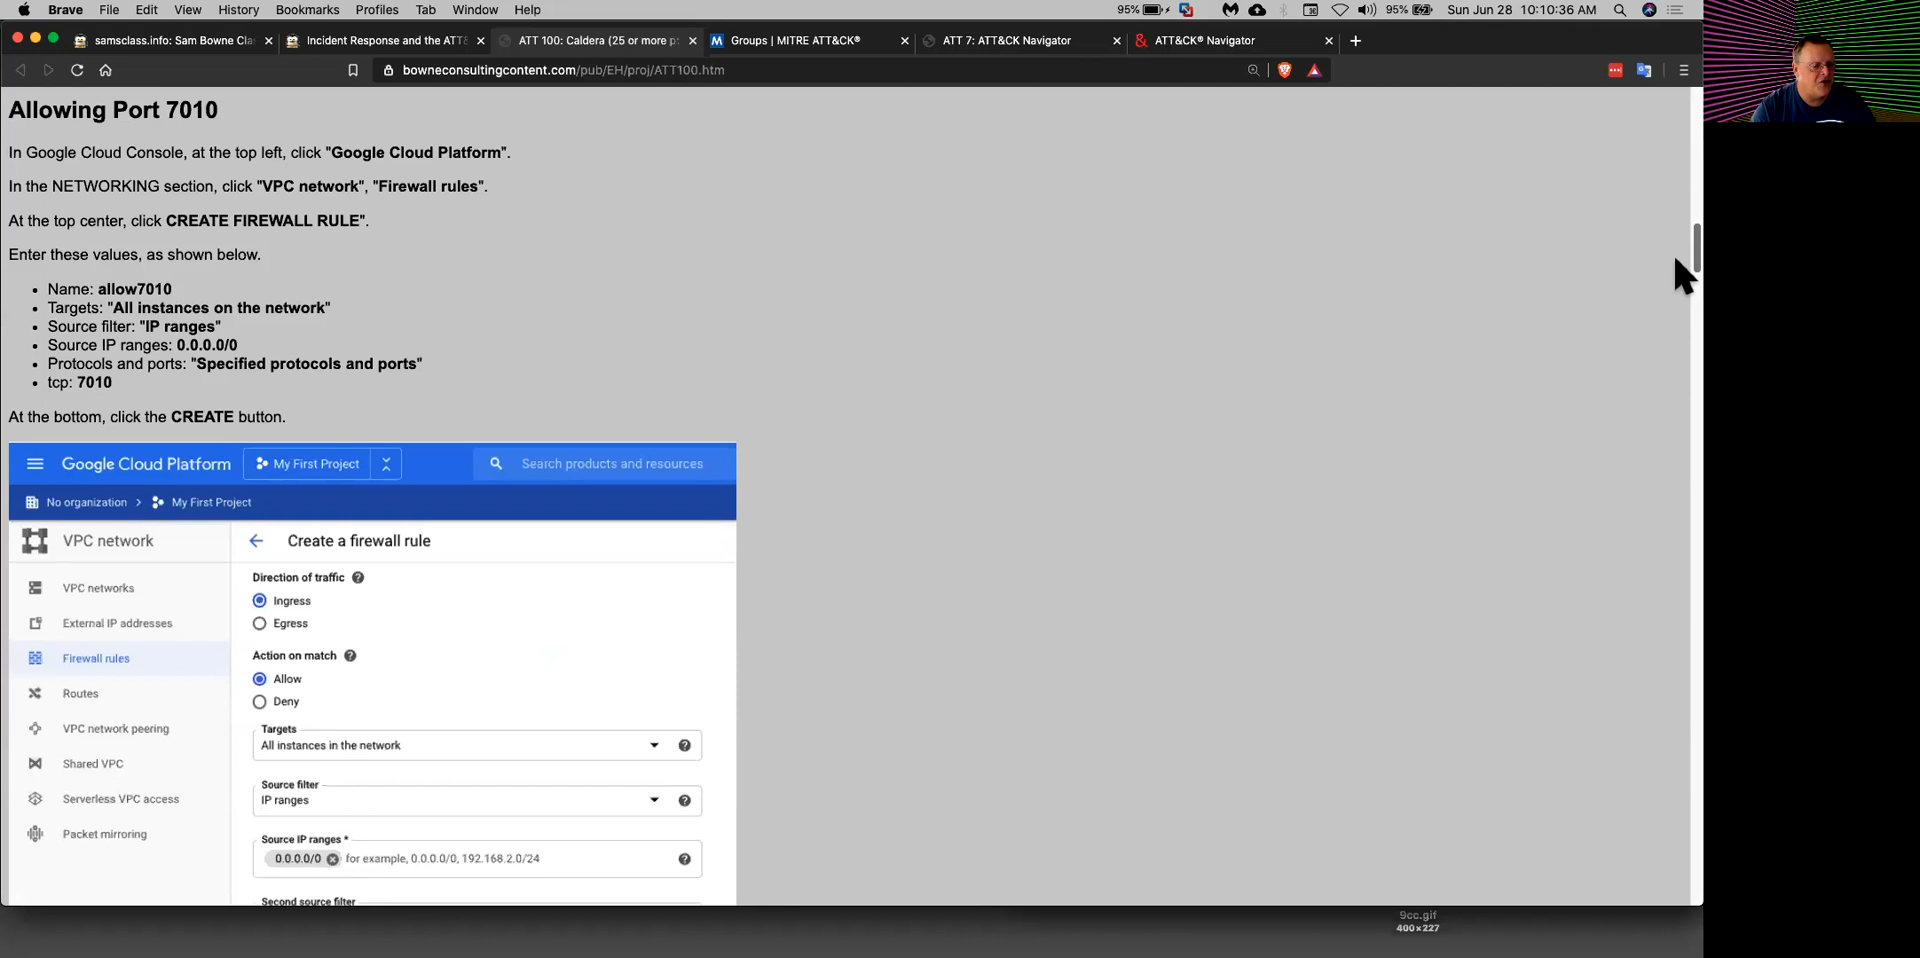 Brave File Edit View History Bookmarks Profiles Tab Window Help 95% 95% Sun Jun 28 10:10:36 AM
samsclass.info: Sam Bowne Cla Incident Response and the ATT& ATT 100: Caldera (25 or more p Groups | MITRE ATT&CK® ATT 7: ATT&CK Navigator ATT&CK® Navigator
bowneconsultingcontent.com/pub/EH/proj/ATT100.htm
Allowing Port 7010
In Google Cloud Console, at the top left, click "Google Cloud Platform".
In the NETWORKING section, click "VPC network", "Firewall rules".
At the top center, click CREATE FIREWALL RULE".
Enter these values, as shown below.
• Name: allow7010
• Targets: "All instances on the network"
• Source filter: "IP ranges"
• Source IP ranges: 0.0.0.0/0
• Protocols and ports: "Specified protocols and ports"
• tcp: 7010
At the bottom, click the CREATE button.
Google Cloud Platform My First Project Search products and resources
No organization > My First Project
VPC network Create a firewall rule
Direction of traffic
VPC networks
Ingress
External IP addresses
Egress
Firewall rules
Action on match
Allow
Routes
Deny
VPC network peering
Targets
All instances in the network
Shared VPC
Source filter
Serverless VPC access
IP ranges
Packet mirroring
Source IP ranges *
0.0.0.0/0 for example, 0.0.0.0/0, 192.168.2.0/24
Second source filter
9cc.gif
400×227